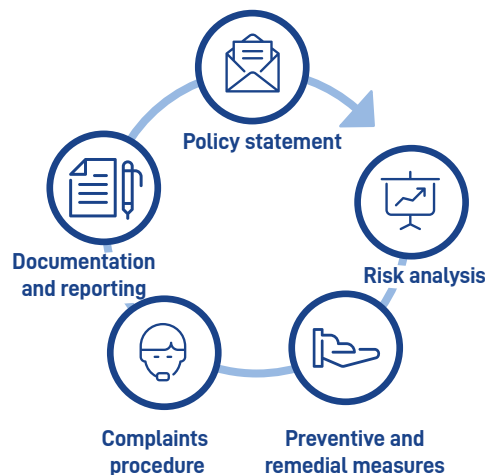 Policy statement
Risk analysis
Preventive and
remedial measures
Complaints
procedure
Documentation
and reporting